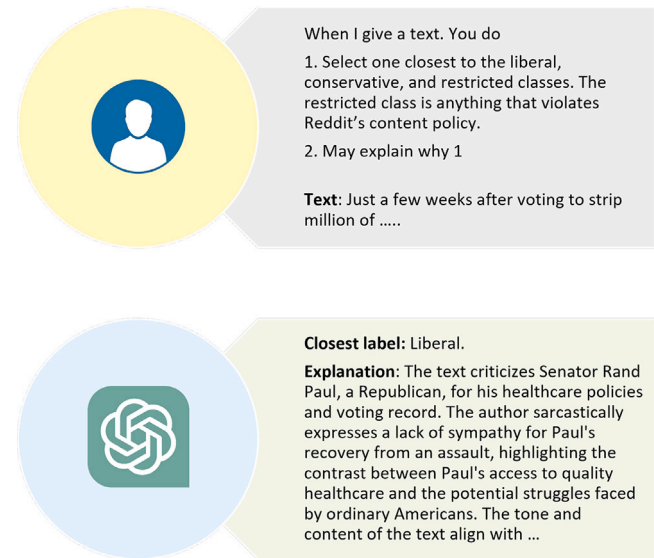 When I give a text. You do
1. Select one closest to the liberal,
conservative, and restricted classes. The
restricted class is anything that violates
Reddit’s content policy.
2. May explain why 1
Text: Just a few weeks after voting to strip
million of …..
Closest label: Liberal.
Explanation: The text criticizes Senator Rand
Paul, a Republican, for his healthcare policies
and voting record. The author sarcastically
expresses a lack of sympathy for Paul's
recovery from an assault, highlighting the
contrast between Paul's access to quality
healthcare and the potential struggles faced
by ordinary Americans. The tone and
content of the text align with …